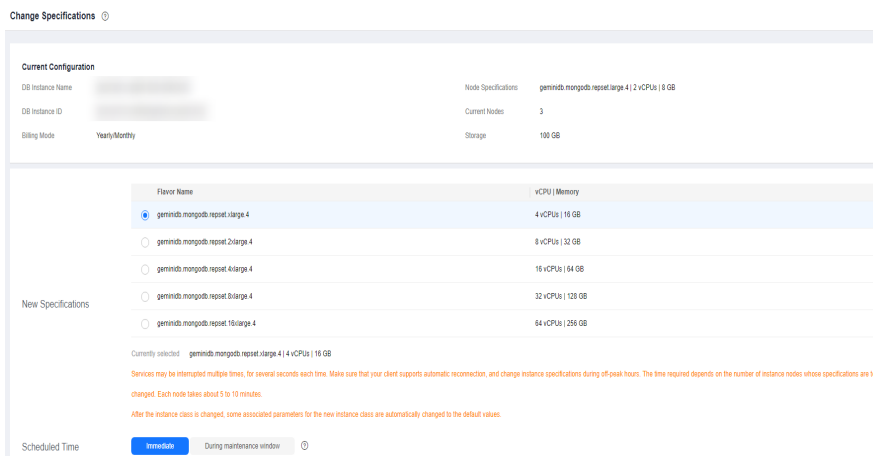 Change Specifications
Current Configuration
DB Instance Name
Node Specifications geminidb.mongodb.repset.large.4 | 2 vCPUs | 8 GB
DB Instance ID
Current Nodes 3
Billing Mode Yearly/Monthly
Storage 100 GB
Flavor Name vCPU | Memory
geminidb.mongodb.repset.xlarge.4 4 vCPUs | 16 GB
geminidb.mongodb.repset.2xlarge.4 8 vCPUs | 32 GB
geminidb.mongodb.repset.4xlarge.4 16 vCPUs | 64 GB
geminidb.mongodb.repset.8xlarge.4 32 vCPUs | 128 GB
New Specifications
geminidb.mongodb.repset.16xlarge.4 64 vCPUs | 256 GB
Currently selected geminidb.mongodb.repset.xlarge.4 | 4 vCPUs | 16 GB
Services may be interrupted multiple times, for several seconds each time. Make sure that your client supports automatic reconnection, and change instance specifications during off-peak hours. The time required depends on the number of instance nodes whose specifications are
changed. Each node takes about 5 to 10 minutes.
After the instance class is changed, some associated parameters for the new instance class are automatically changed to the default values.
Scheduled Time Immediate During maintenance window